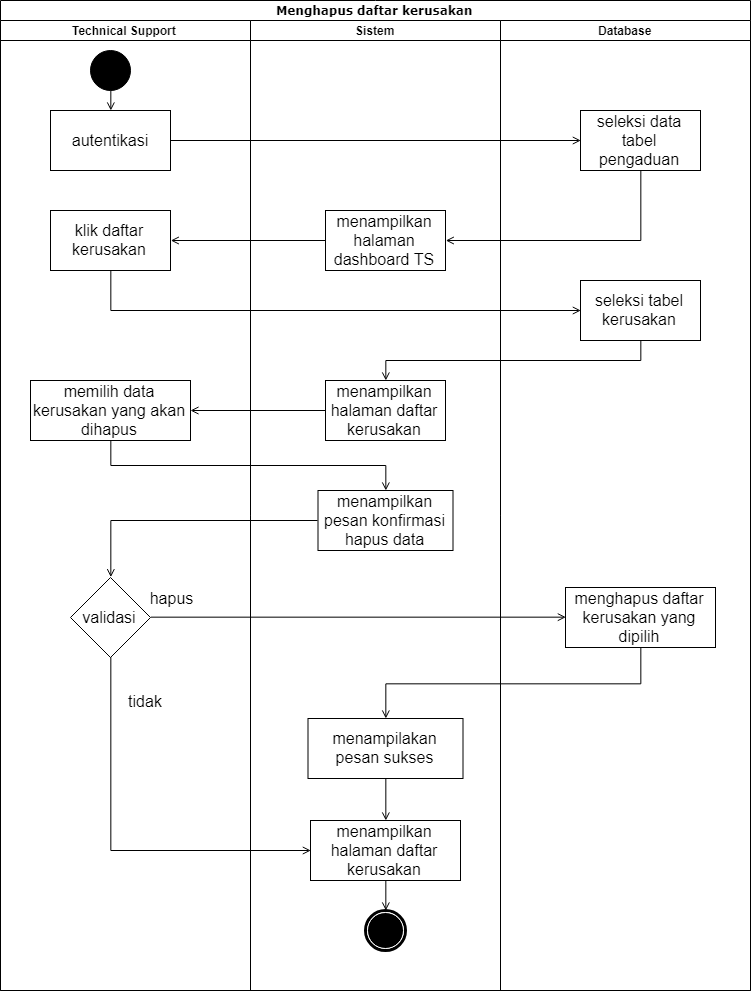 Menghapus daftar kerusakan
Technical Support
Sistem
Database
autentikasi
seleksi data
tabel
pengaduan
klik daftar
kerusakan
menampilkan
halaman
dashboard TS
seleksi tabel
kerusakan
memilih data
kerusakan yang akan
dihapus
menampilkan
halaman daftar
kerusakan
menampilkan
pesan konfirmasi
hapus data
validasi
hapus
menghapus daftar
kerusakan yang
dipilih
tidak
menampilakan
pesan sukses
menampilkan
halaman daftar
kerusakan